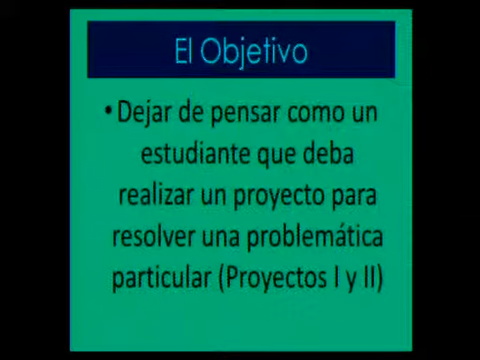 El Objetivo
• Dejar de pensar como un
estudiante que deba
realizar un proyecto para
resolver una problemática
particular (Proyectos I y II)